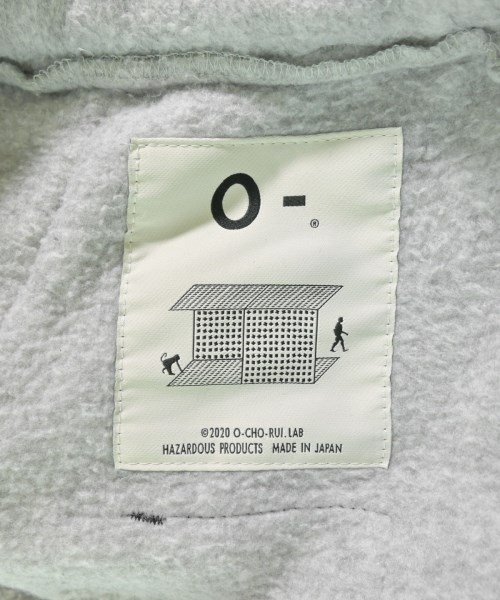 O -
®
©2020 O-CHO-RUI.LAB
HAZARDOUS PRODUCTS MADE IN JAPAN